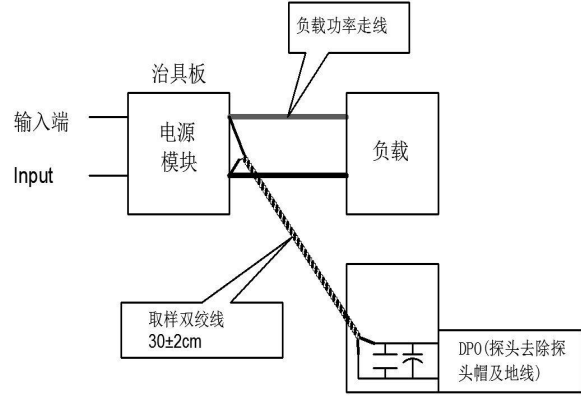 负载功率走线
治具板
输入端
Input
电源
模块
负载
取样双绞线
30±2cm
DPO(探头去除探
头帽及地线)